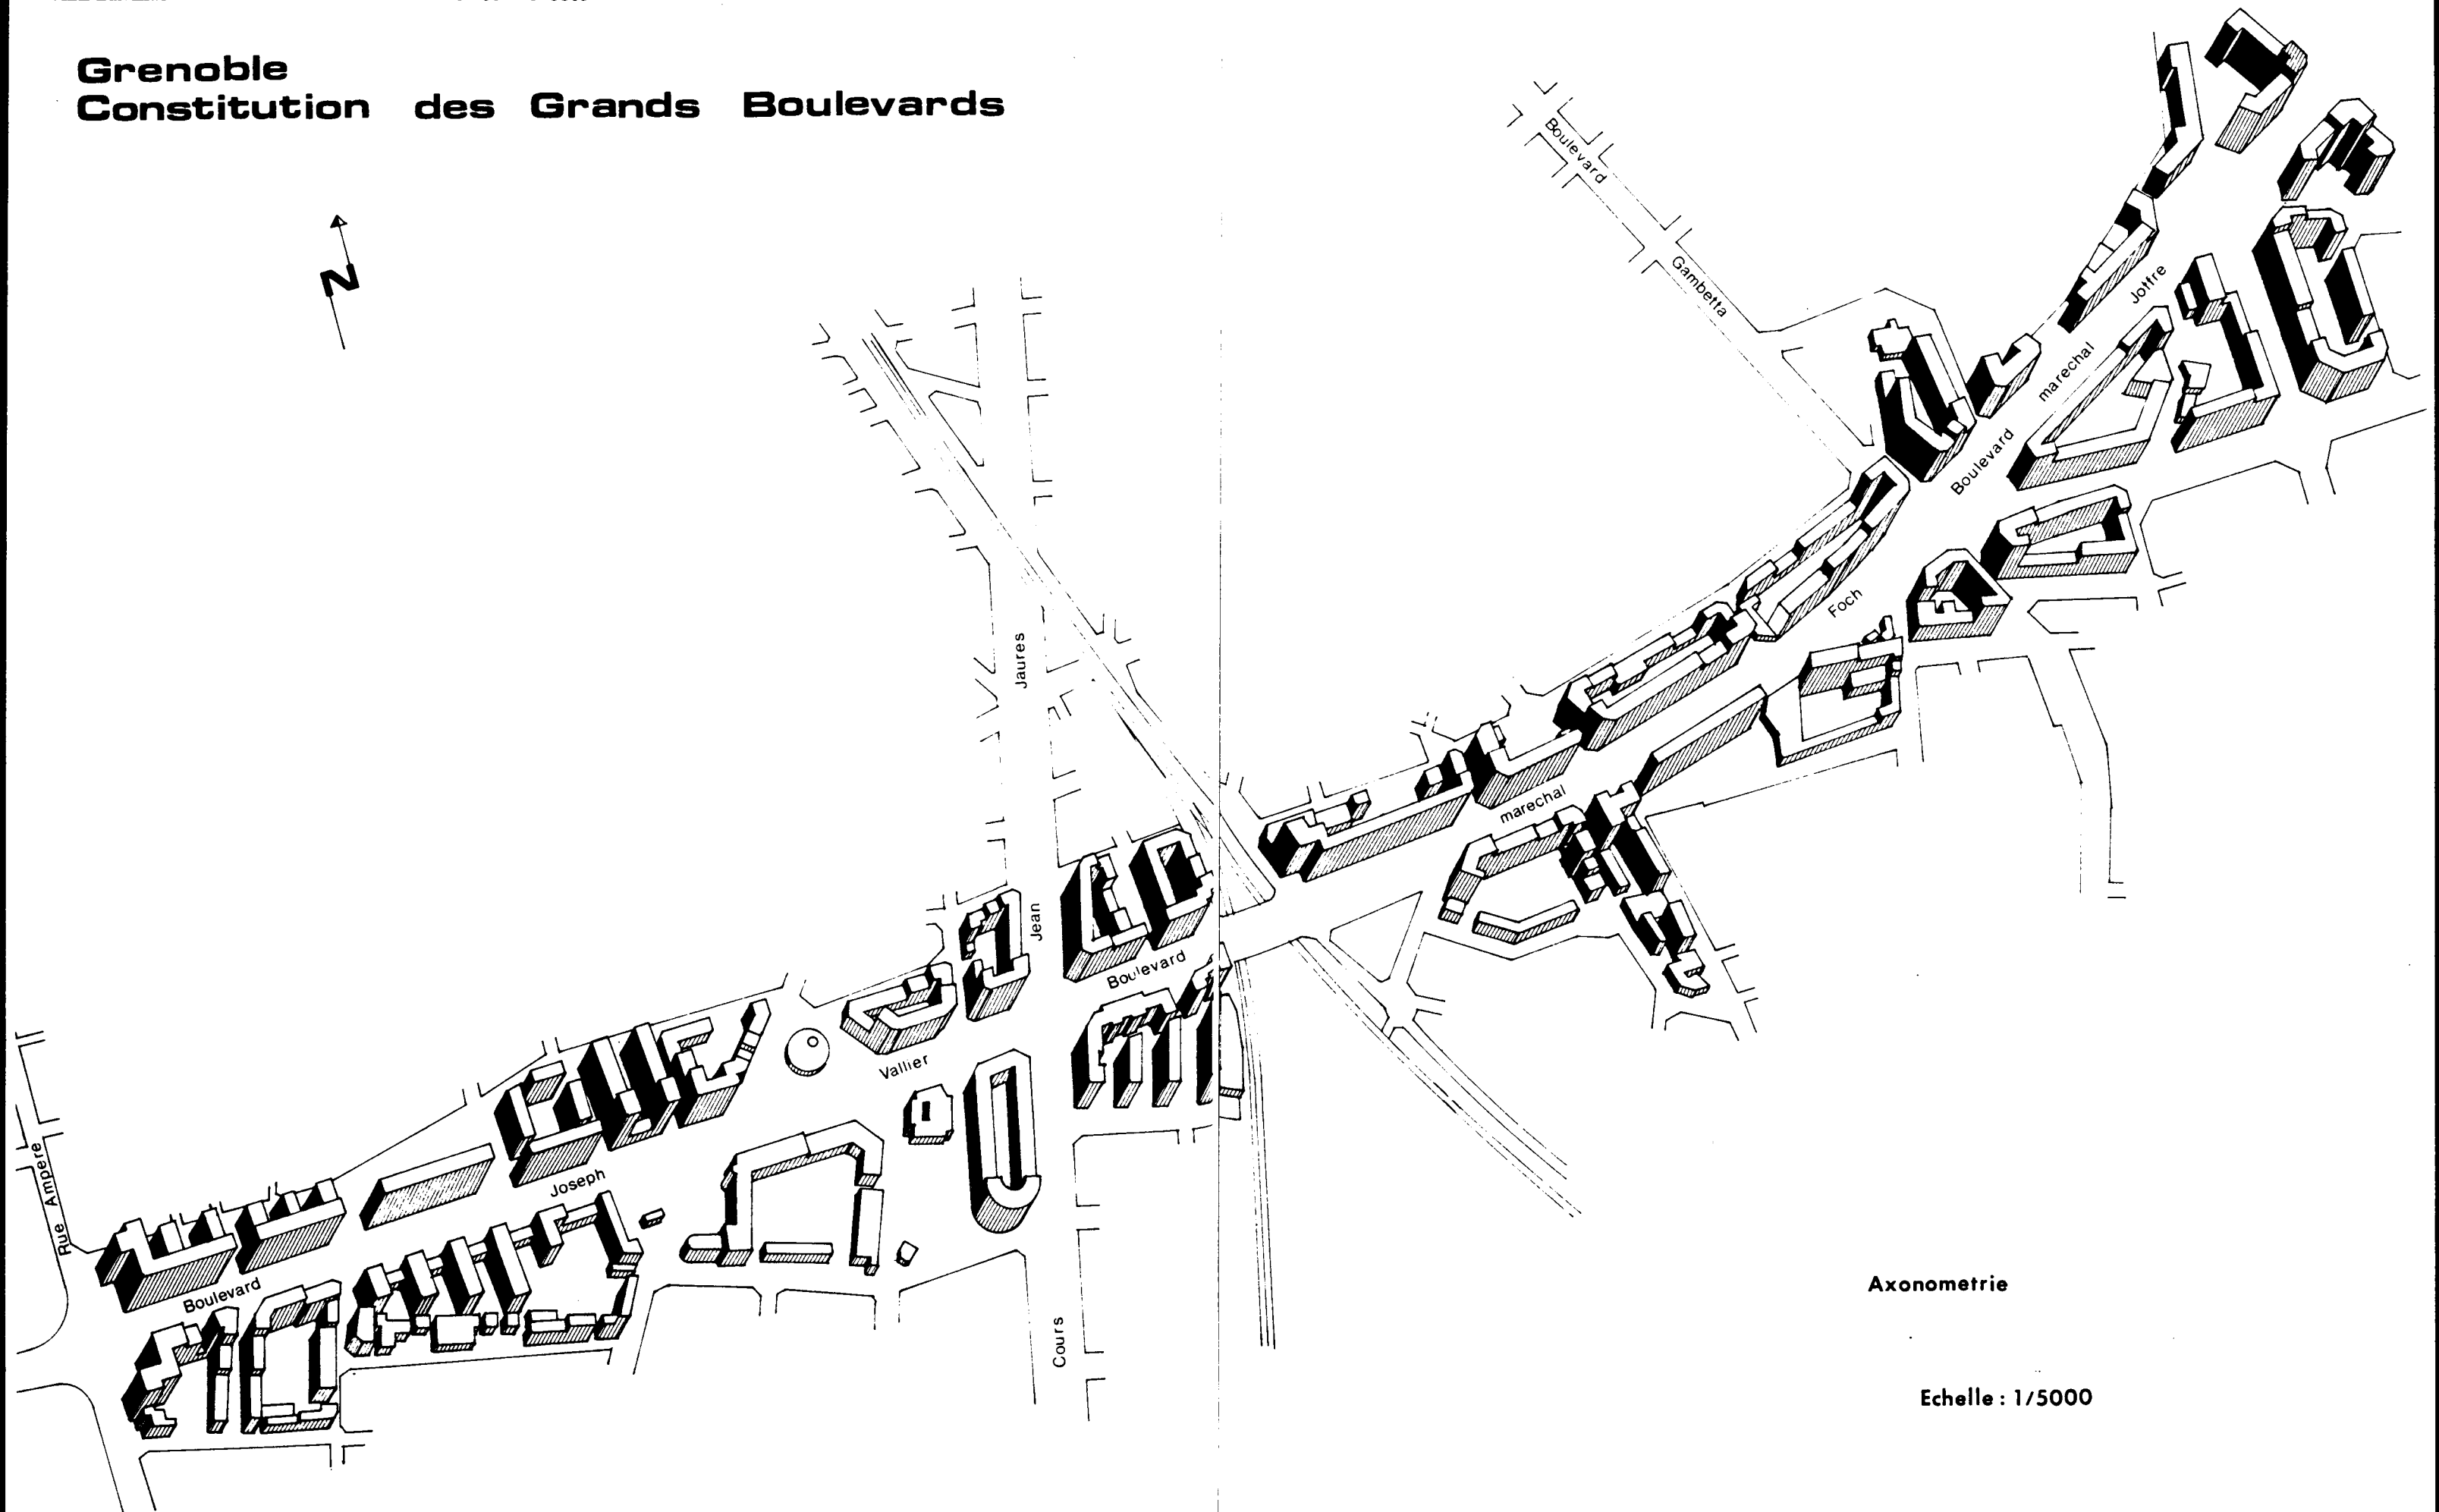 Grenoble
Constitution des Grands Boulevards
N
Boulevard
Gambetta
Joffre
marechal
Boulevard
Foch
marechal
Boulevard
Jaures
Jean
Cours
Vallier
Joseph
Boulevard
Rue Ampere
Axonometrie
Echelle : 1/5000